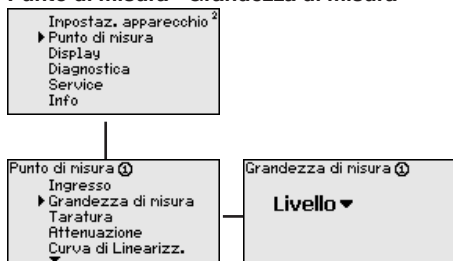 Punto di misura - Grandezza di misura
Impostaz. apparecchio 2
Punto di misura
Display
Diagnostica
Service
Info
Punto di misura ①
Ingresso
Grandezza di misura
Taratura
Attenuazione
Curva di Linearizz.
Grandezza di misura ①
Livello